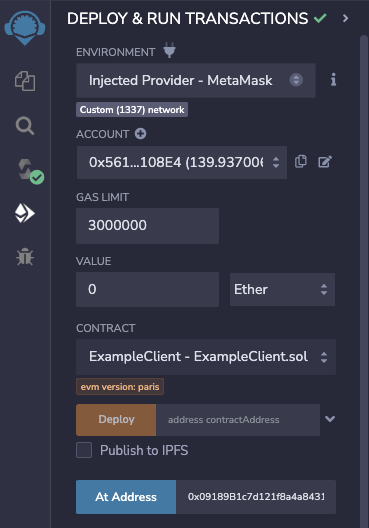 DEPLOY & RUN TRANSACTIONS
ENVIRONMENT
Injected Provider - MetaMask
Custom (1337) network
ACCOUNT
0x561...108E4 (139.937006
GAS LIMIT
3000000
VALUE
0
Ether
CONTRACT
ExampleClient - ExampleClient.sol
evm version: paris
Deploy
address contractAddress
Publish to IPFS
At Address
0x09189B1c7d121f8a4a8431